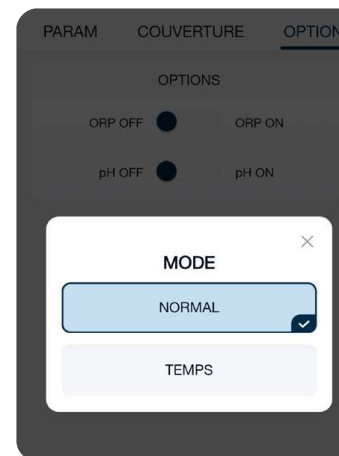 PARAM COUVERTURE OPTION
OPTIONS
ORP OFF ORP ON
pH OFF pH ON
MODE
NORMAL
TEMPS